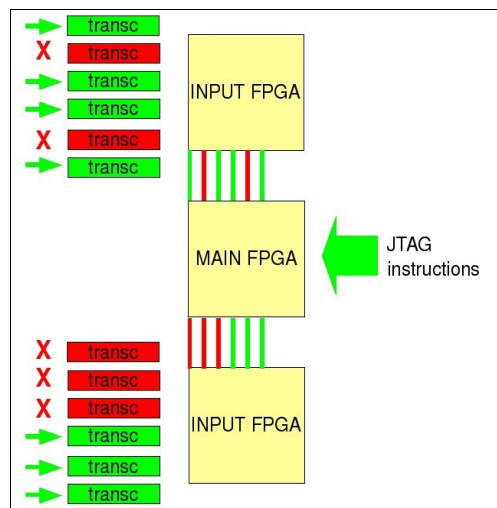 transc
X
transc
transc
transc
X
transc
transc
INPUT FPGA
MAIN FPGA
JTAG
instructions
X
transc
X
transc
X
transc
transc
transc
transc
INPUT FPGA